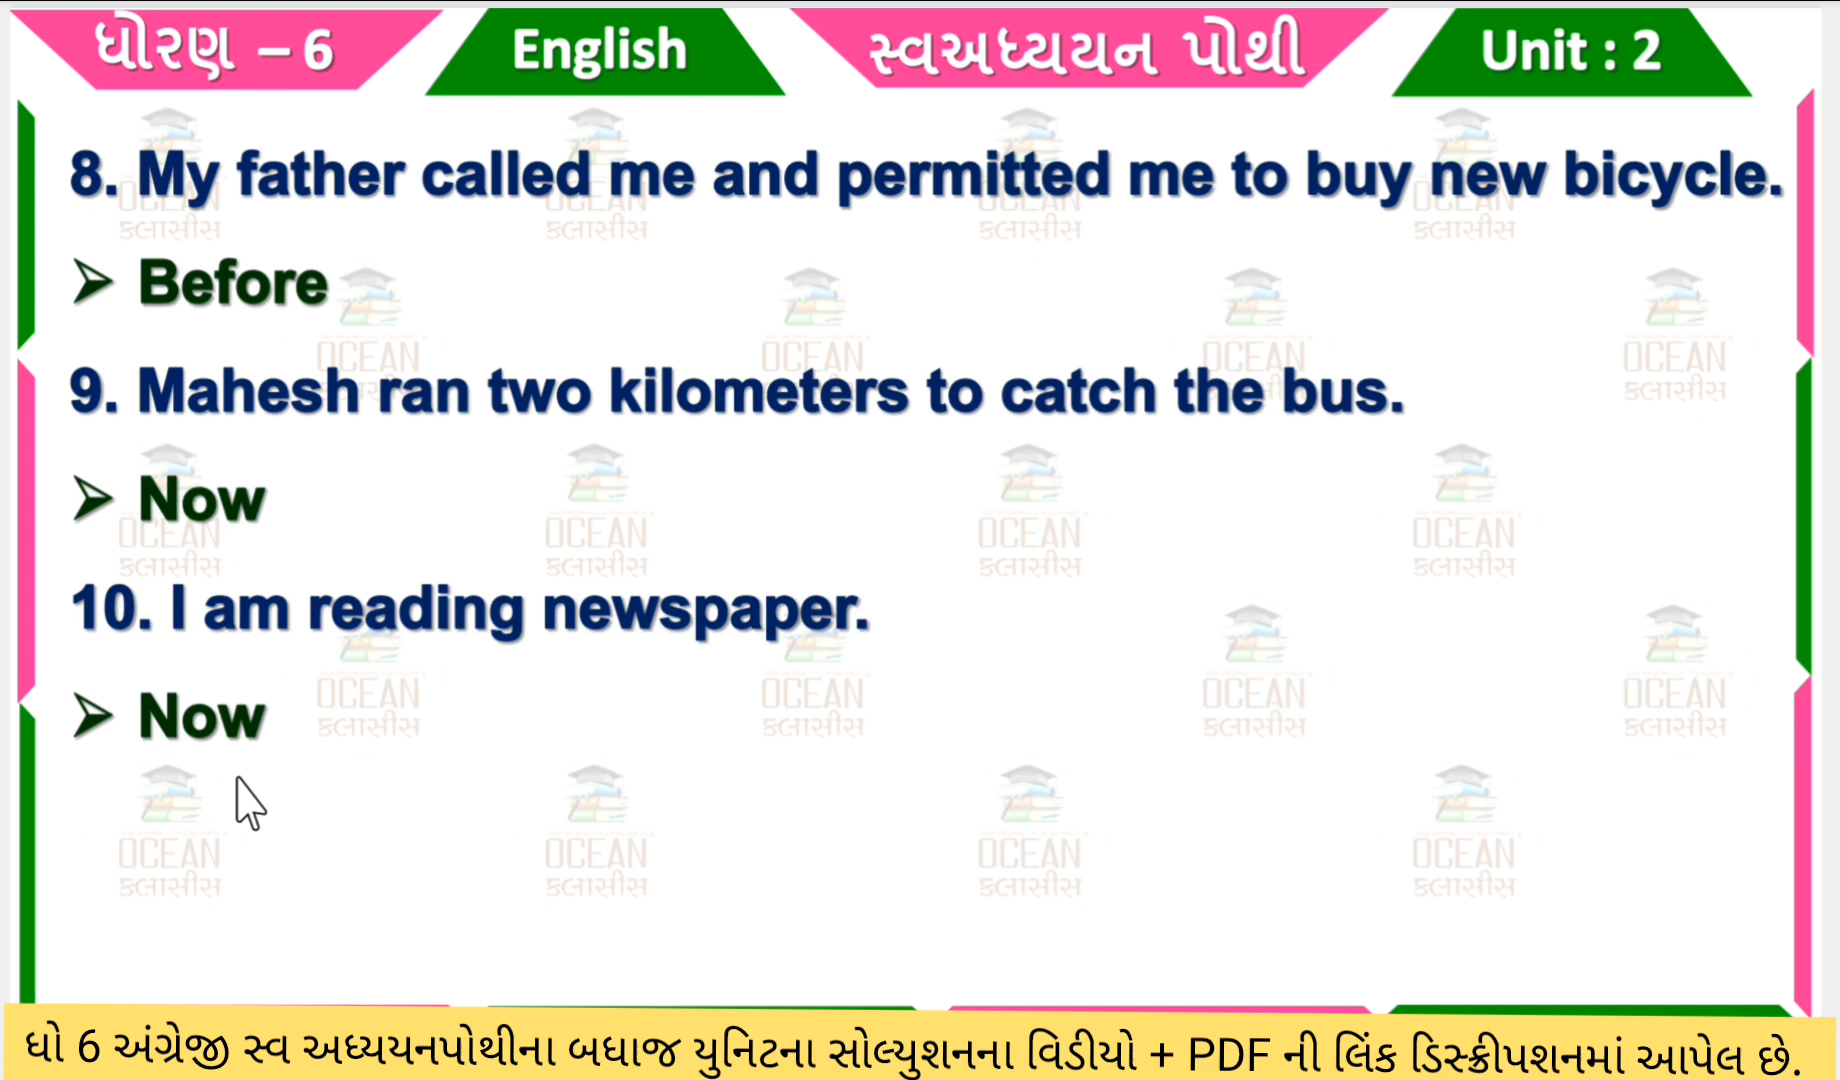 ધોરણ – 6 English સ્વઅધ્યયન પોથી Unit : 2
8. My father called me and permitted me to buy new bicycle.
➢ Before
9. Mahesh ran two kilometers to catch the bus.
➢ Now
10. I am reading newspaper.
➢ Now
OCEAN
ક્લાસીસ
ધો 6 અંગ્રેજી સ્વ અધ્યયનપોથીના બધાજ યુનિટના સોલ્યુશનના વિડીયો + PDF ની લિંક ડિસ્ક્રીપશનમાં આપેલ છે.